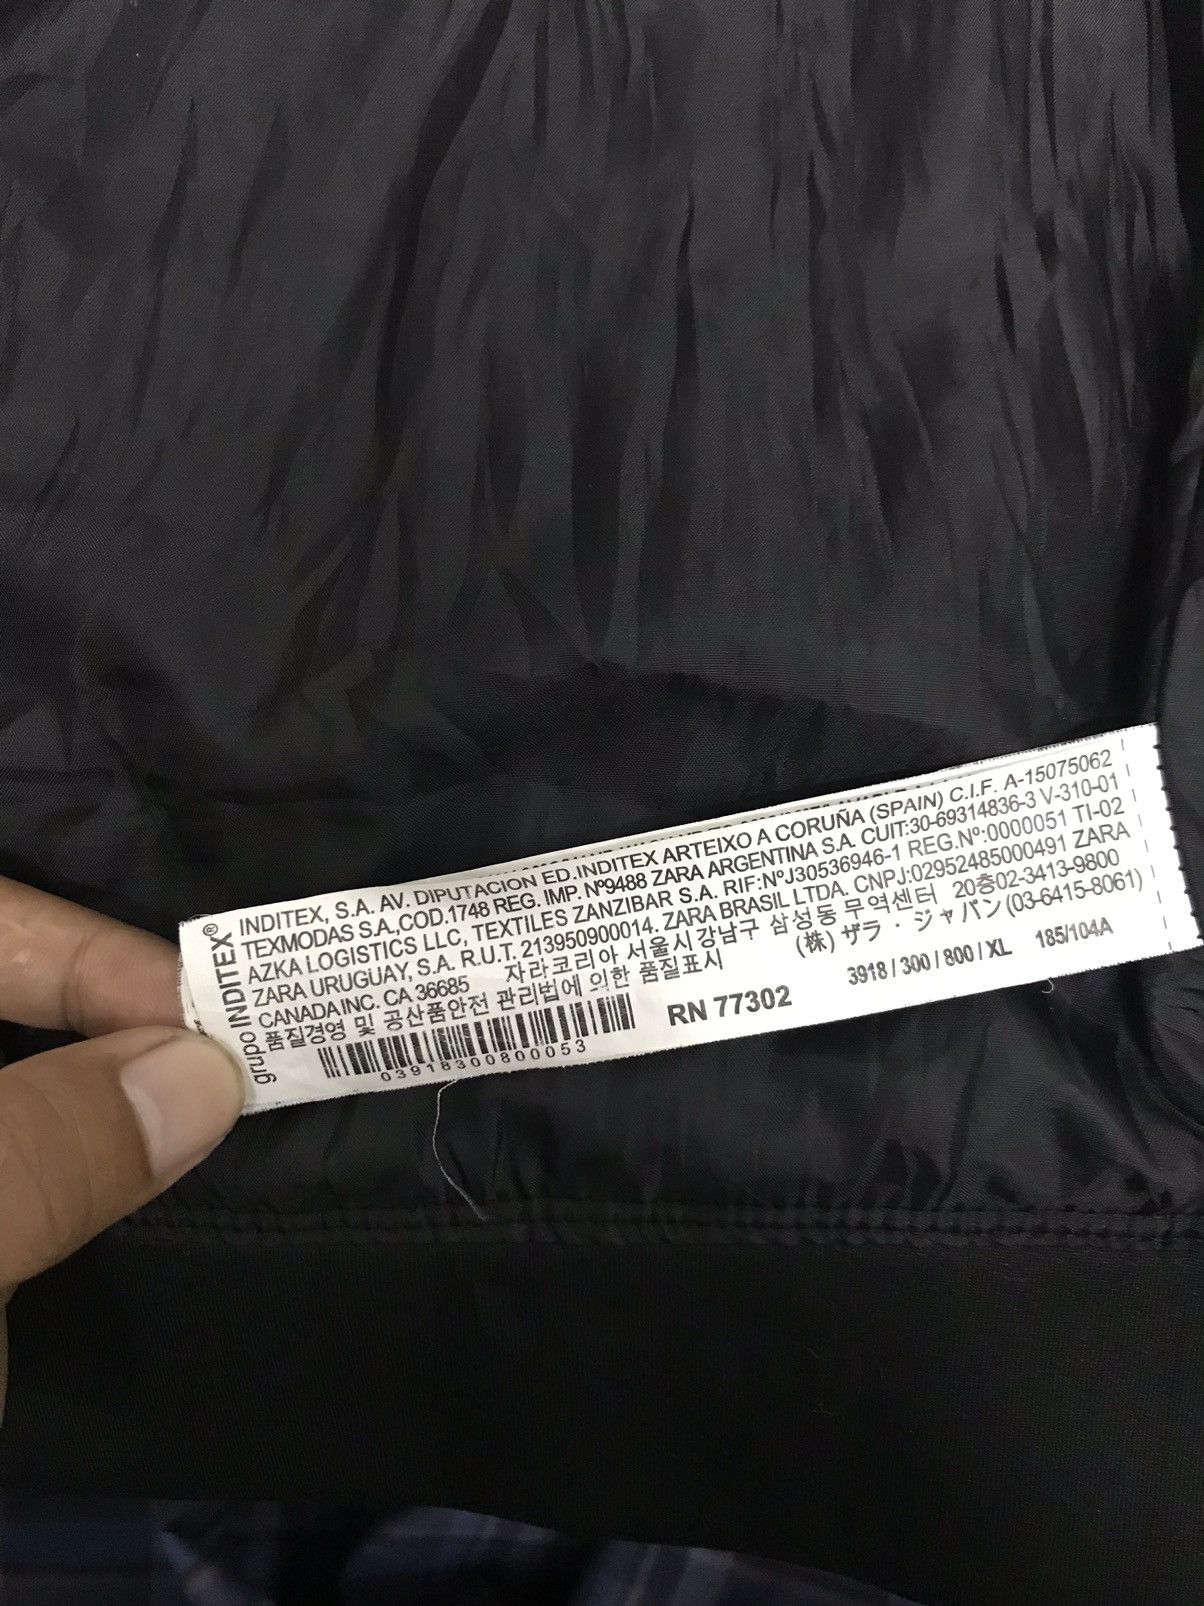 grupo INDITEX®
INDITEX, S.A. AV. DIPUTACION ED.INDITEX ARTEIXO A CORUÑA (SPAIN) C.I.F. A-15075062
TEXMODAS S.A.,COD.1748 REG. IMP. Nº9488 ZARA ARGENTINA S.A. CUIT:30-69314836-3 V-310-01
AZKA LOGISTICS LLC, TEXTILES ZANZIBAR S.A. RIF:NºJ30536946-1 REG.Nº:0000051 TI-02
ZARA URUGUAY, S.A. R.U.T. 213950900014. ZARA BRASIL LTDA. CNPJ:02952485000491 ZARA
CANADA INC. CA 36685 자라코리아 서울시강남구 삼성동 무역센터 20층02-3413-9800
품질경영 및 공산품안전 관리법에 의한 품질표시 (株) ザラ・ジャパン(03-6415-8061)
03918300800053
RN 77302
3918 / 300 / 800 / XL 185/104A